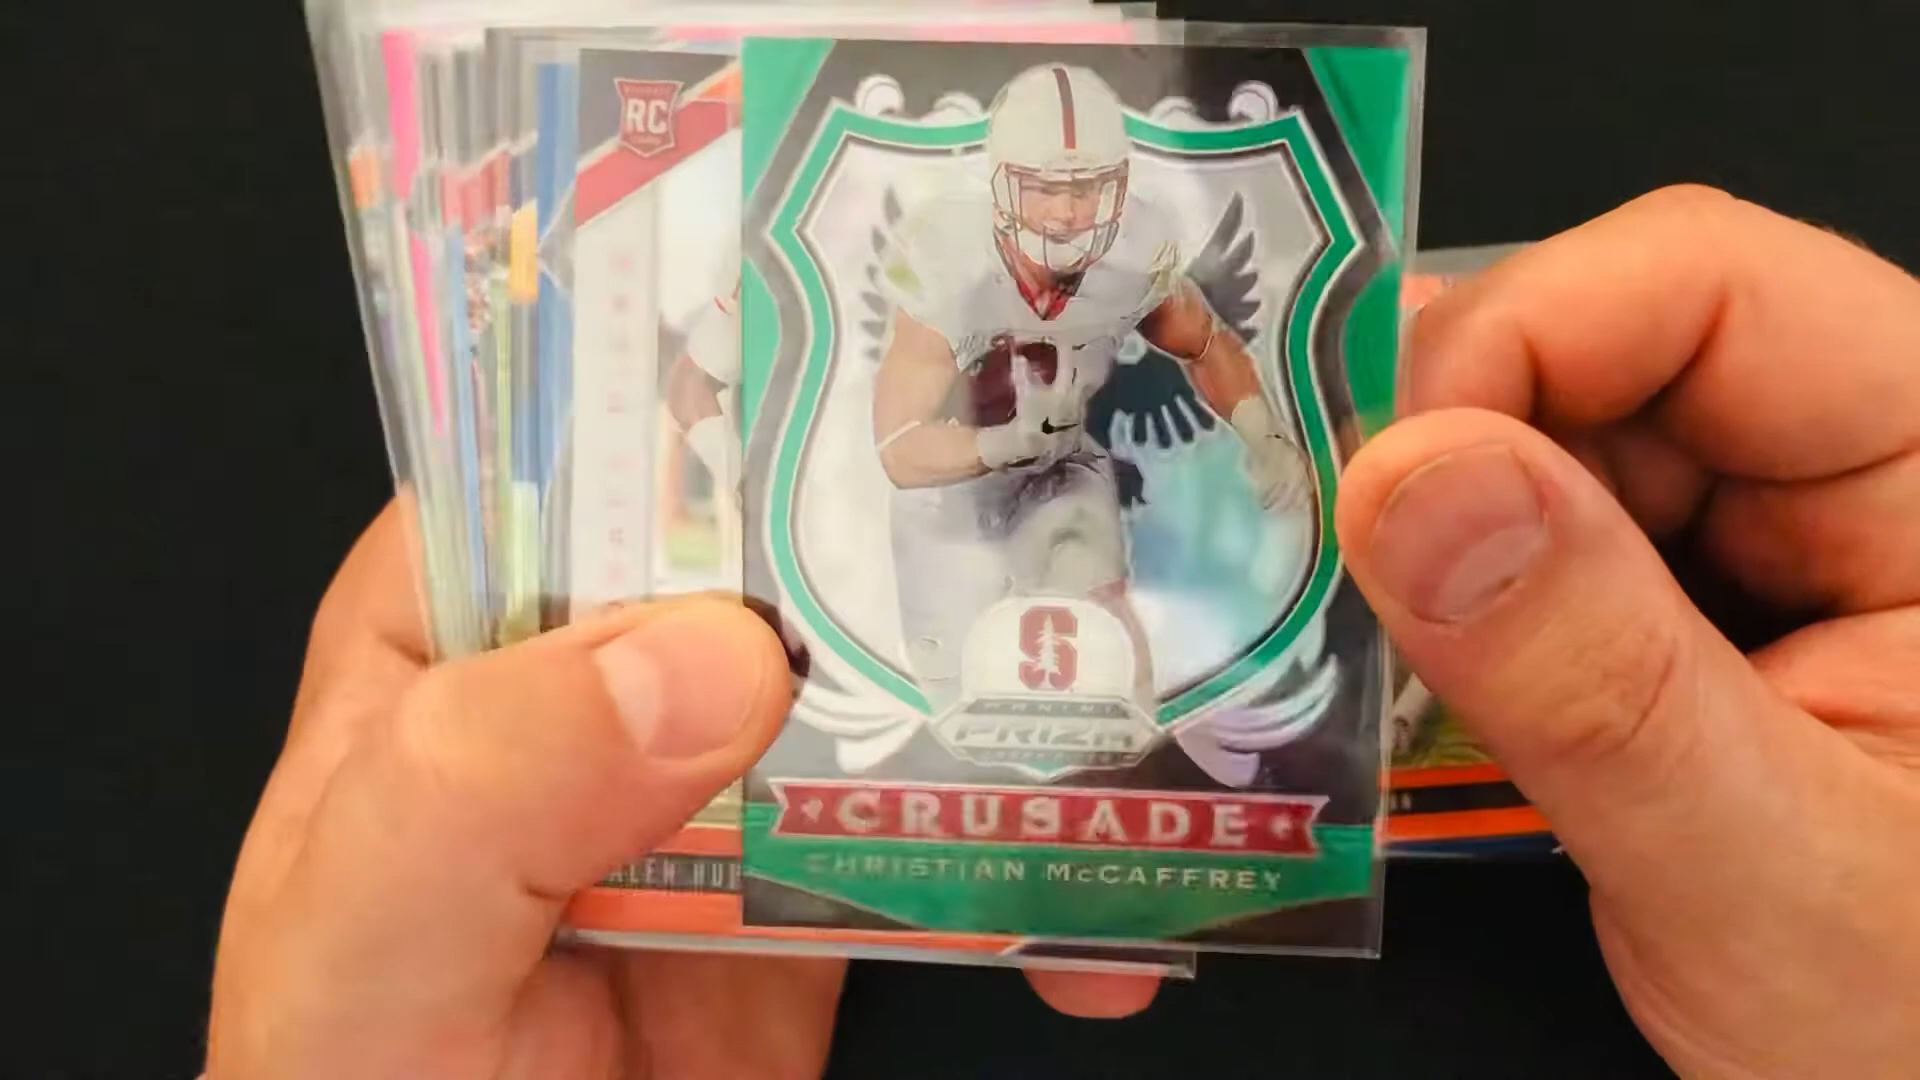 RC
S
PANINI
PRIZM
CRUSADE
CHRISTIAN McCAFFREY